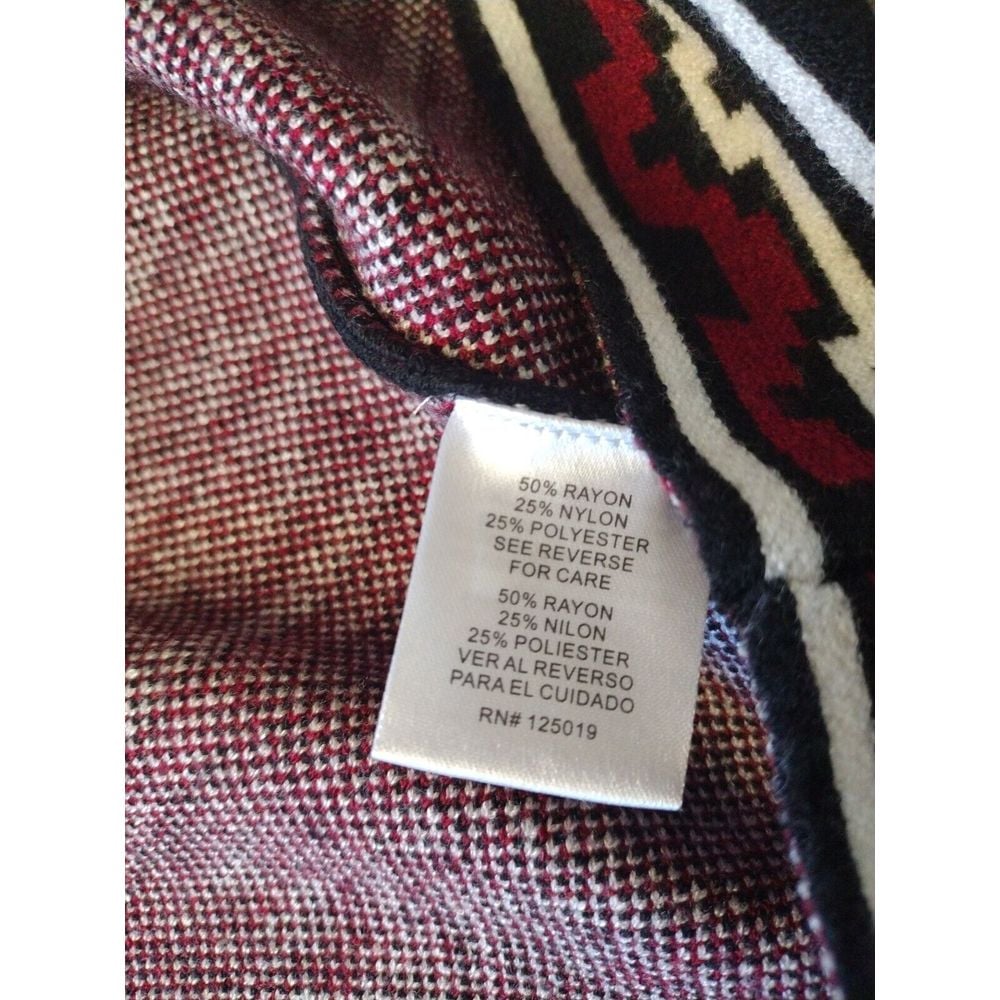 50% RAYON
25% NYLON
25% POLYESTER
SEE REVERSE
FOR CARE
50% RAYON
25% NILON
25% POLIESTER
VER AL REVERSO
PARA EL CUIDADO
RN# 125019